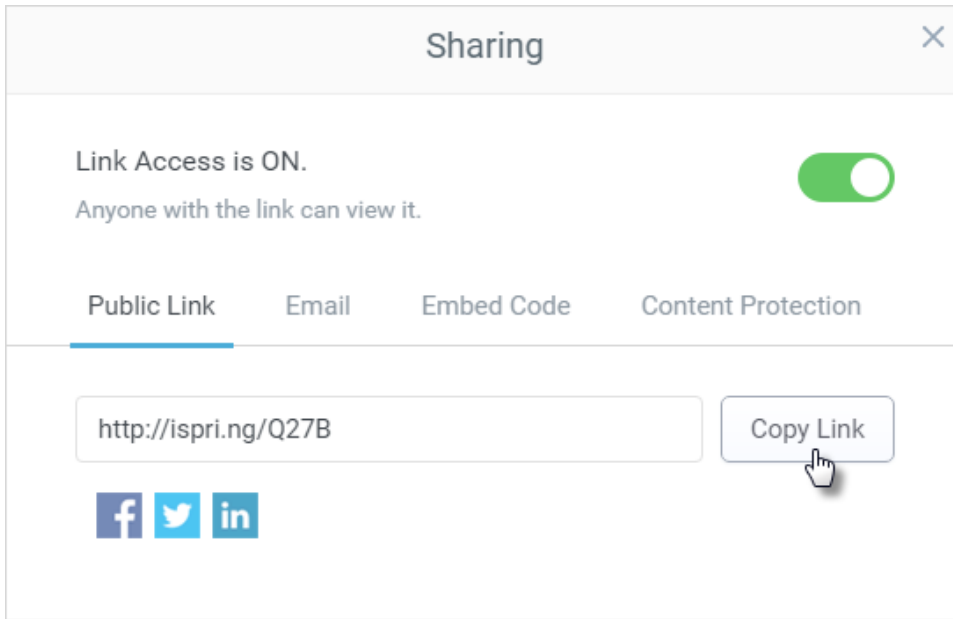 Sharing
Link Access is ON.
Anyone with the link can view it.
Public Link Email Embed Code Content Protection
http://ispri.ng/Q27B Copy Link
f in